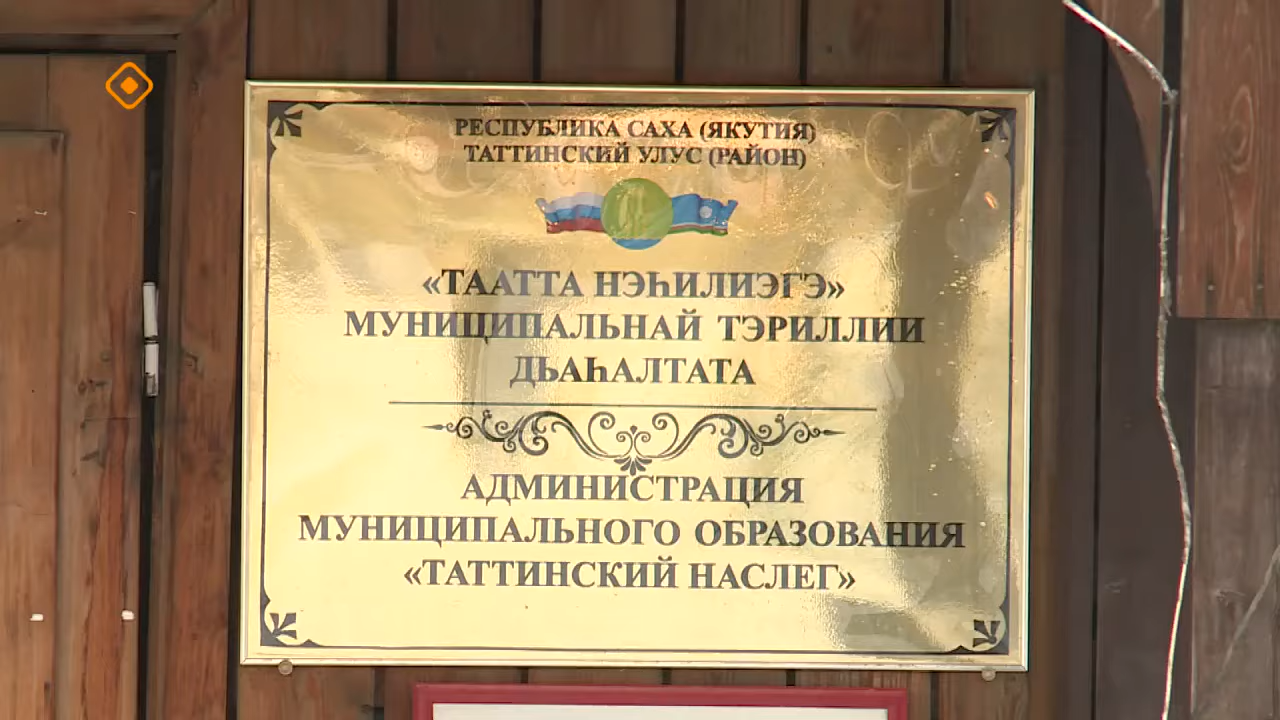 РЕСПУБЛИКА САХА (ЯКУТИЯ)
ТАТТИНСКИЙ УЛУС (РАЙОН)
«ТААТТА НЭҺИЛИЭГЭ»
МУНИЦИПАЛЬНАЙ ТЭРИЛЛИИ
ДЬАҺАЛТАТА
АДМИНИСТРАЦИЯ
МУНИЦИПАЛЬНОГО ОБРАЗОВАНИЯ
«ТАТТИНСКИЙ НАСЛЕГ»